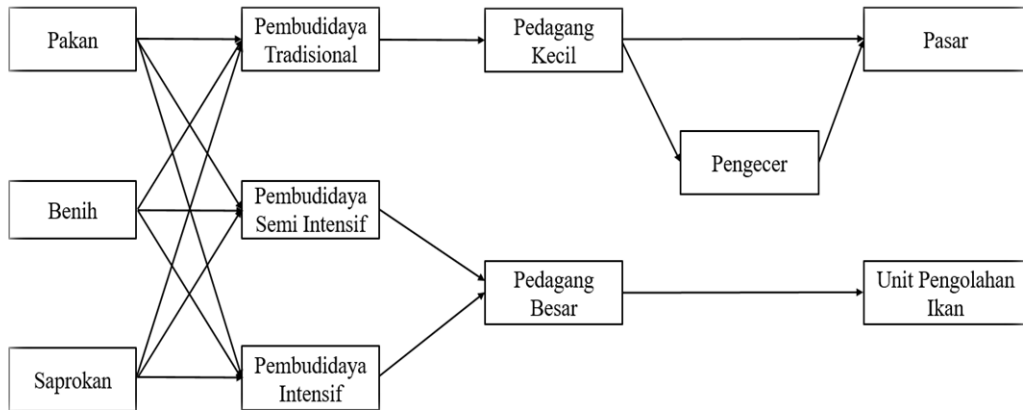 Pakan
Pembudidaya
Tradisional
Pedagang
Kecil
Pasar
Pengecer
Benih
Pembudidaya
Semi Intensif
Pedagang
Besar
Unit Pengolahan
Ikan
Saprokan
Pembudidaya
Intensif